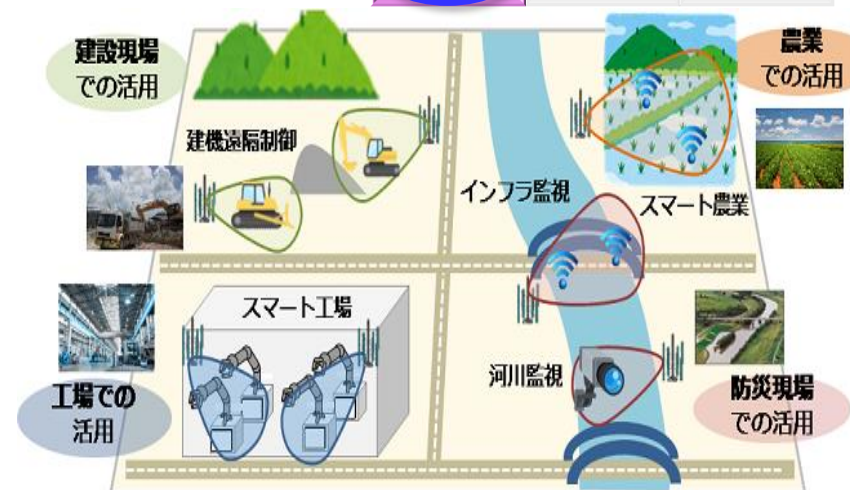 建設現場
での活用
農業
での活用
建機遠隔制御
インフラ監視
スマート農業
スマート工場
河川監視
工場での
活用
防災現場
での活用